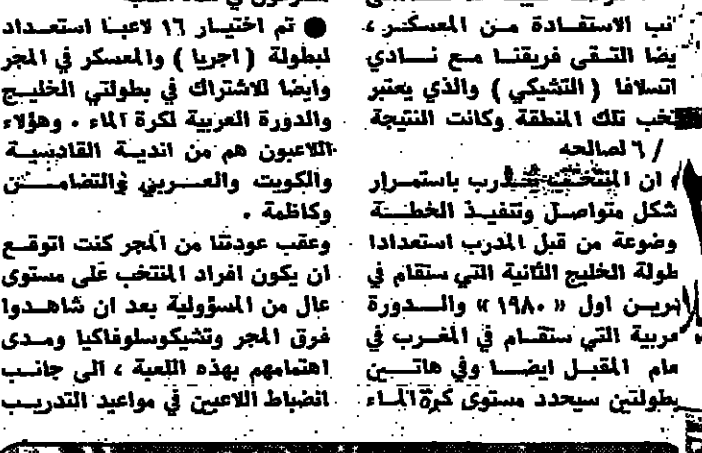 نب الاستفادة من المعسكر ،
يضا التقى فريقنا مع نادي
اتسلافا ( التشيكي ) والذي يعتبر
تخب تلك المنطقة وكانت النتيجة
/ ٦ لصالحه
ان المنتخب يتدرب باستمرار
شكل متواصل وتنفيذ الخطة
وضوعة من قبل المدرب استعدادا
طولة الخليج الثانية التي ستقام في
شرين اول « ١٩٨٠ » والدورة
عربية التي ستقام في المغرب في
عام المقبل ايضا وفي هاتين
بطولتين سيحدد مستوى كرة الماء
● تم اختيار ١٦ لاعبا استعداد
لبطولة ( اجريا ) والمعسكر في المجر
وايضا للاشتراك في بطولتي الخليج
والدورة العربية لكرة الماء . وهؤلاء
اللاعبون هم من اندية القادسية
والكويت والعربي والتضامن
وكاظمة .
وعقب عودتنا من المجر كنت اتوقع
ان يكون افراد المنتخب على مستوى
عال من المسؤولية بعد ان شاهدوا
فرق المجر وتشيكوسلوفاكيا ومدى
اهتمامهم بهذه اللعبة ، الى جانب
انضباط اللاعبين في مواعيد التدريب